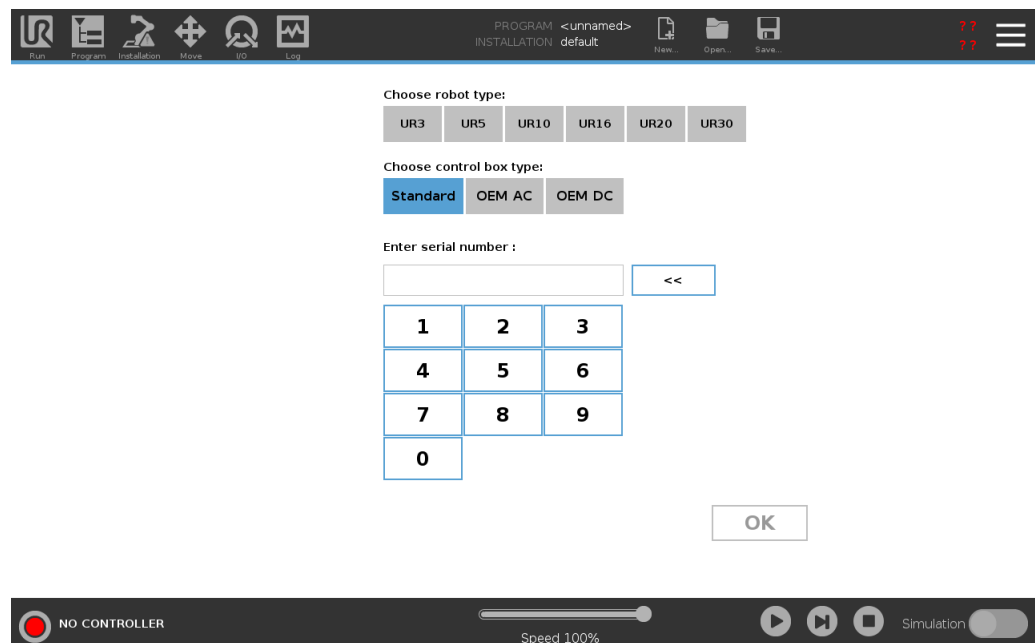 UR
PROGRAM <unnamed>
INSTALLATION default
Run Program Installation Move I/O Log New... Open... Save...
? ?
? ?
Choose robot type:
UR3 UR5 UR10 UR16 UR20 UR30
Choose control box type:
Standard OEM AC OEM DC
Enter serial number :
<<
1 2 3
4 5 6
7 8 9
0
OK
NO CONTROLLER
Speed 100%
Simulation